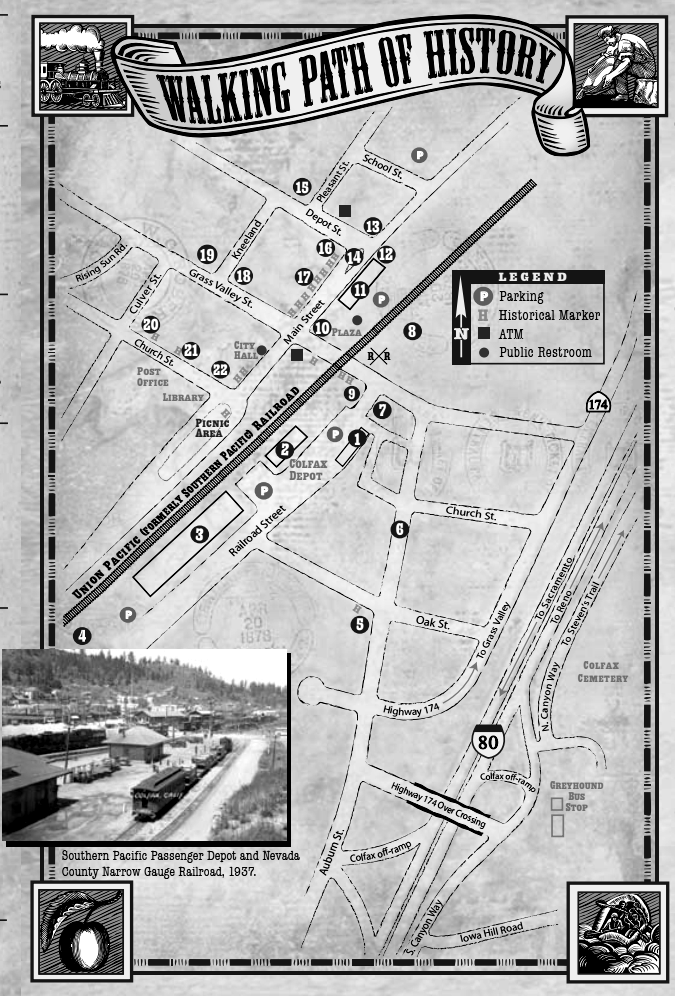 WALKING PATH OF HISTORY
School St.
P
Pleasant St.
15
Depot St.
13
Kneeland
16
14
12
19
18
17
11
P
Rising Sun Rd.
Grass Valley St.
Culver St.
Main Street
10
PLAZA
8
LEGEND
P Parking
H Historical Marker
ATM
Public Restroom
N
20
H
21
H
CITY
HALL
22
H H
Church St.
POST
OFFICE
LIBRARY
H
PICNIC
AREA
R R
H
H H
9
7
174
UNION PACIFIC (FORMERLY SOUTHERN PACIFIC) RAILROAD
P
1
2
COLFAX
DEPOT
P
3
Railroad Street
6
Church St.
P
4
H
5
Oak St.
To Grass Valley
To Sacramento
To Reno
To Steven's Trail
COLFAX
CEMETERY
N. Canyon Way
Highway 174
80
Colfax off-ramp
Highway 174 Over Crossing
GREYHOUND
BUS
STOP
APR
20
1878
COLFAX, CALIF
Southern Pacific Passenger Depot and Nevada
County Narrow Gauge Railroad, 1937.
Auburn St.
Colfax off-ramp
S. Canyon Way
Iowa Hill Road